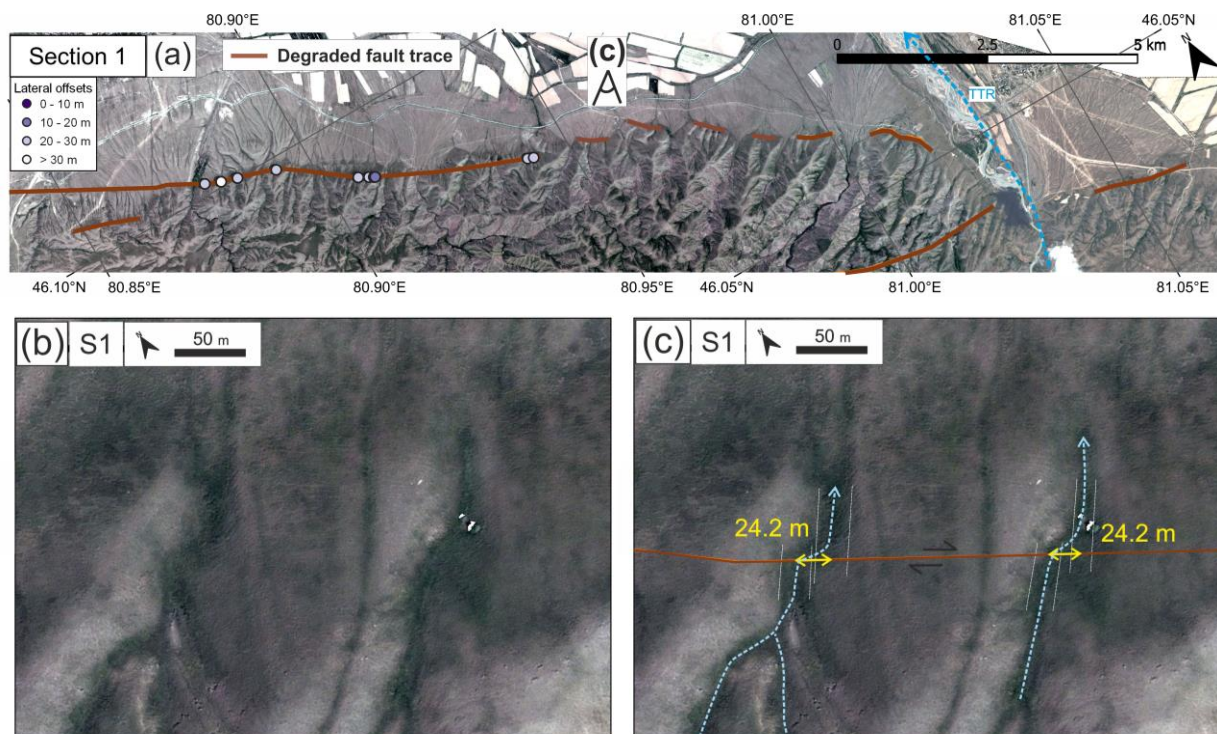 80.90°E
81.00°E
81.05°E
46.05°N
Section 1
(a)
Degraded fault trace
(c)
0
2.5
5 km
N
Lateral offsets
0 - 10 m
10 - 20 m
20 - 30 m
> 30 m
TTR
46.10°N
80.85°E
80.90°E
80.95°E
46.05°N
81.00°E
81.05°E
(b)
S1
N
50 m
(c)
S1
N
50 m
24.2 m
24.2 m